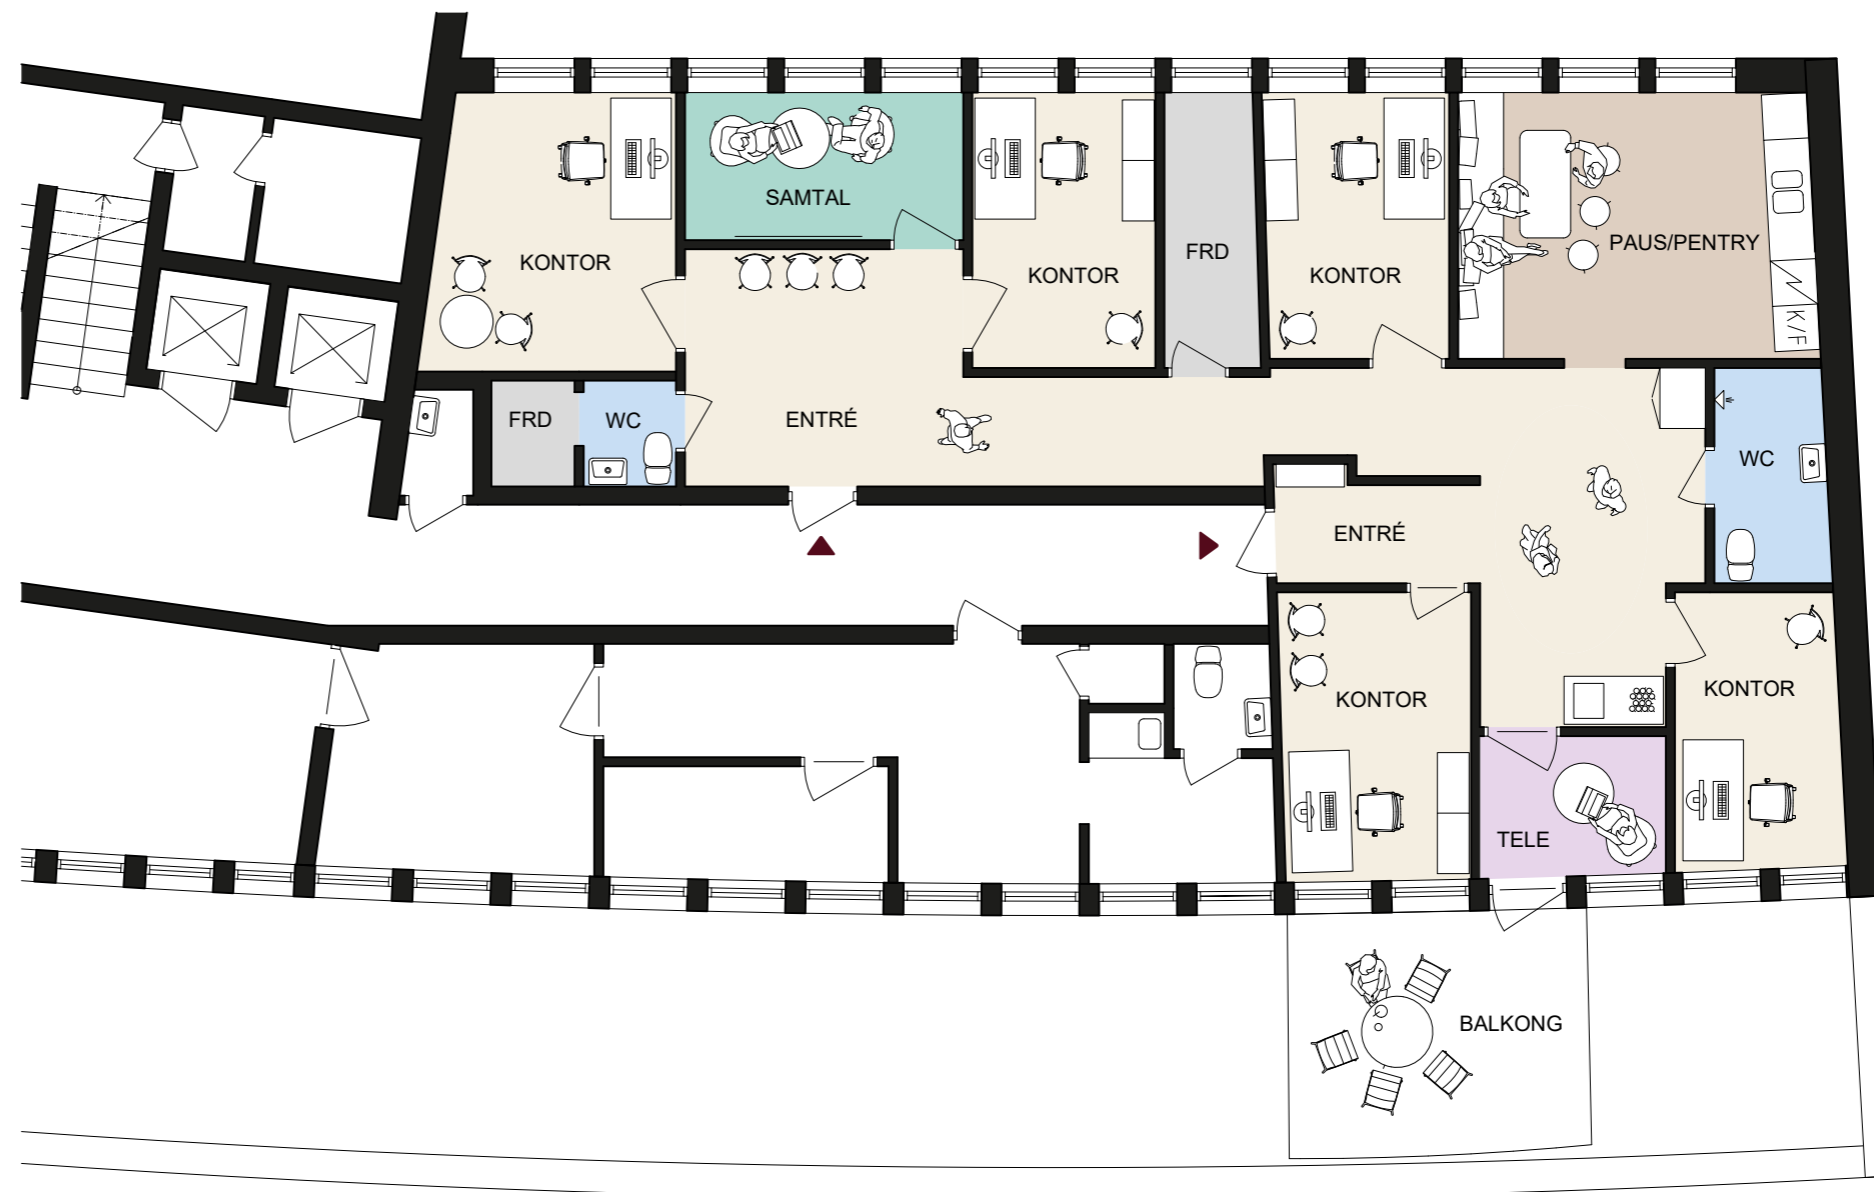 SAMTAL
KONTOR
KONTOR
FRD
KONTOR
PAUS/PENTRY
K/F
FRD
WC
ENTRÉ
WC
ENTRÉ
KONTOR
KONTOR
TELE
BALKONG